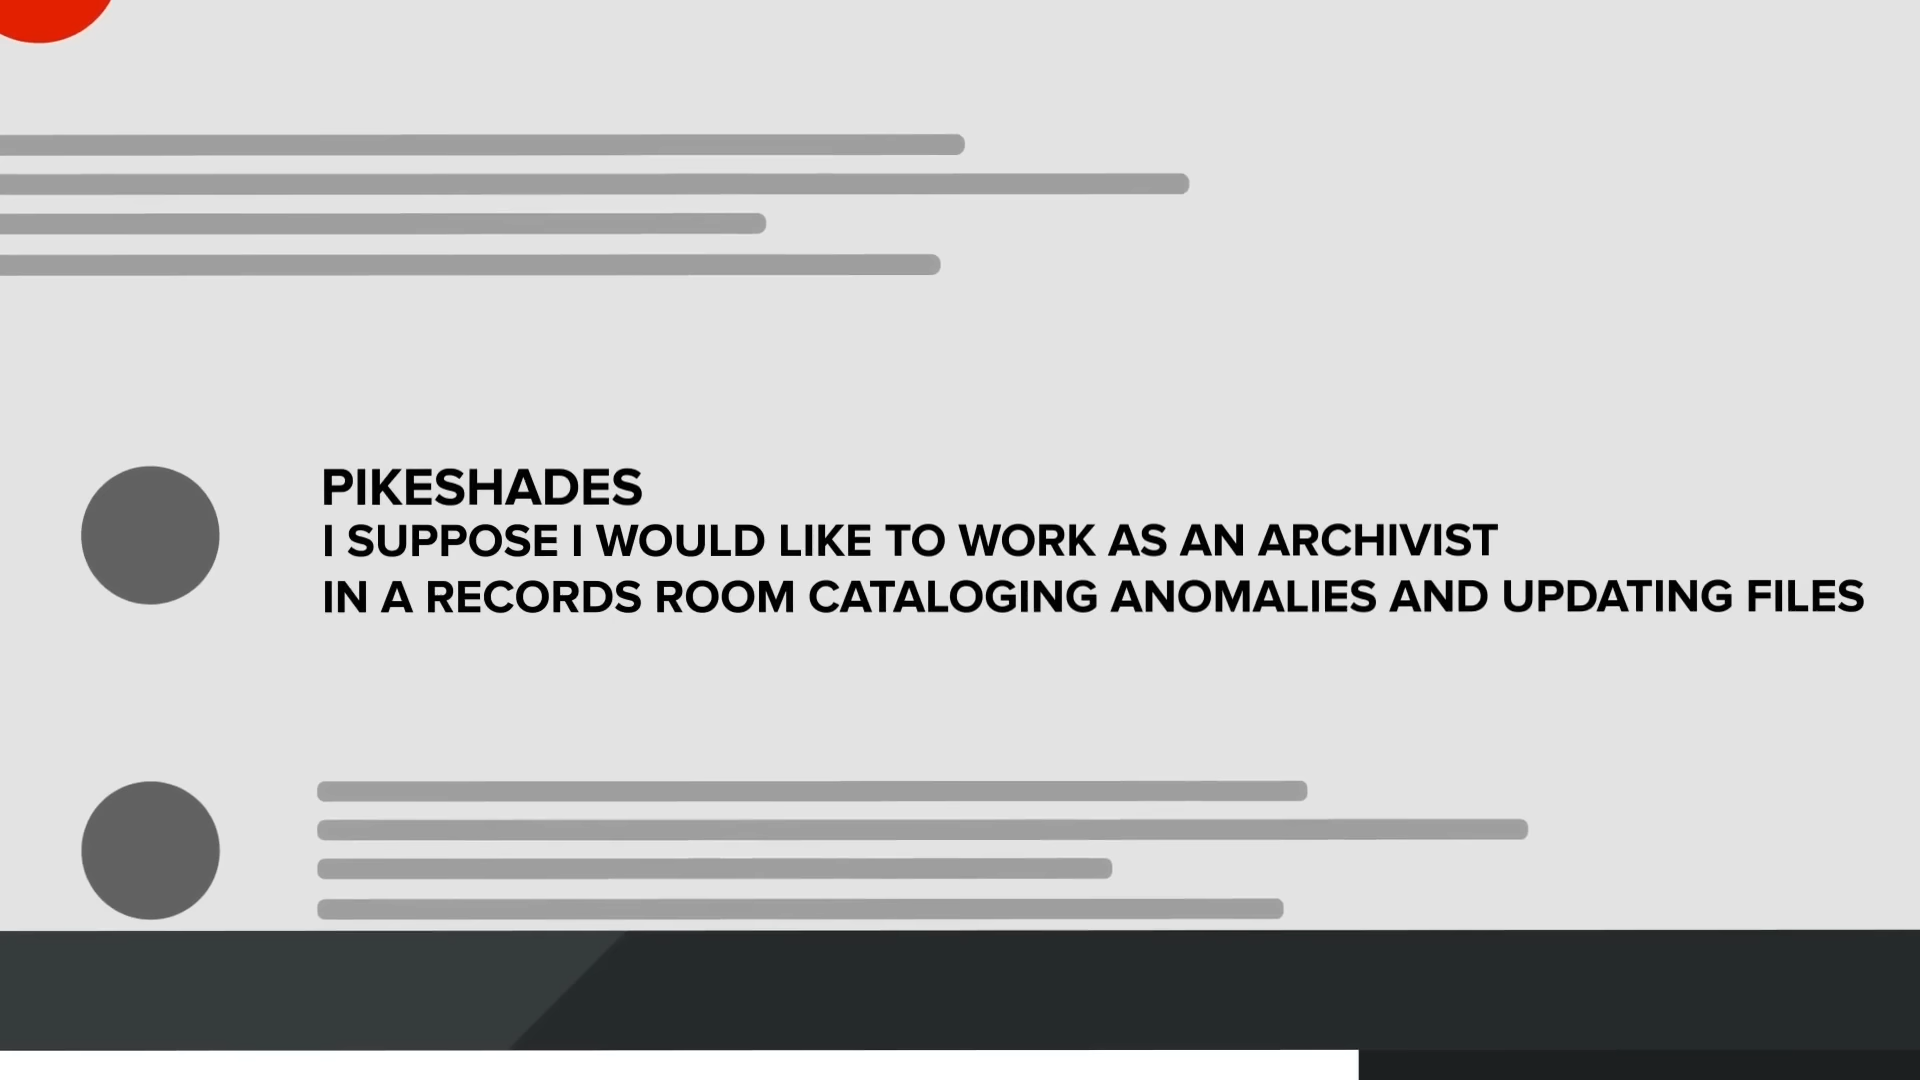 PIKESHADES
I SUPPOSE I WOULD LIKE TO WORK AS AN ARCHIVIST
IN A RECORDS ROOM CATALOGING ANOMALIES AND UPDATING FILES